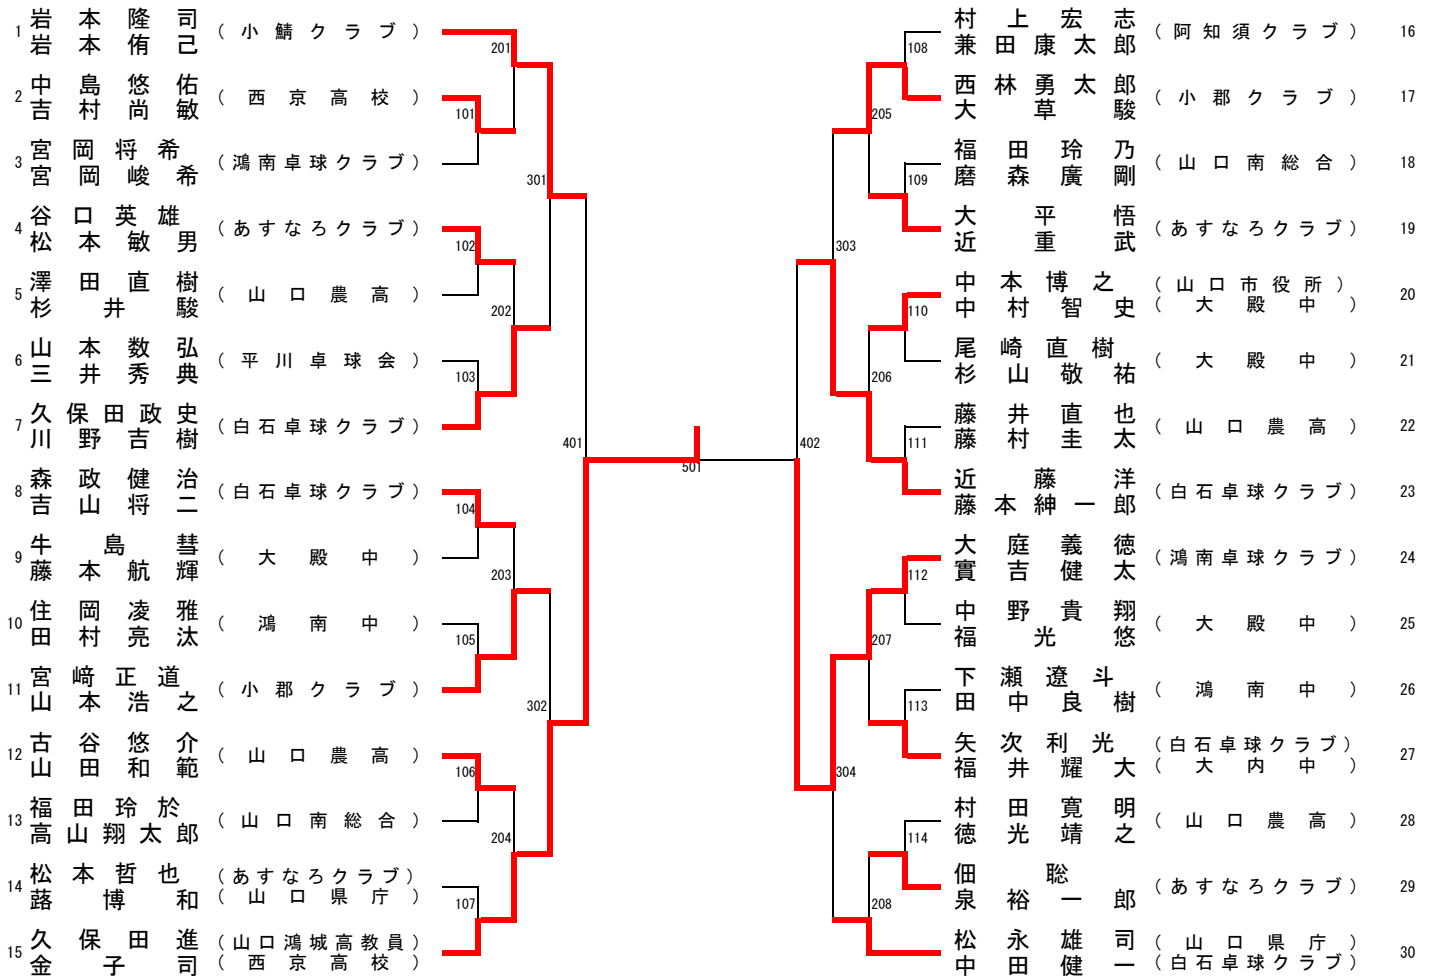 1 岩本隆司 (小鯖クラブ)
岩本侑己
2 中島悠佑 (西京高校)
吉村尚敏
3 宮岡将希 (鴻南卓球クラブ)
宮岡峻希
4 谷口英雄 (あすなろクラブ)
松本敏男
5 澤田直樹 (山口農高)
杉井駿
6 山本数弘 (平川卓球会)
三井秀典
7 久保田政史 (白石卓球クラブ)
川野吉樹
8 森政健治 (白石卓球クラブ)
吉山将二
9 牛島彗 (大殿中)
藤本航輝
10 住岡凌雅 (鴻南中)
田村亮汰
11 宮﨑正道 (小郡クラブ)
山本浩之
12 古谷悠介 (山口農高)
山田和範
13 福田玲於 (山口南総合)
高山翔太郎
14 松本哲也 (あすなろクラブ)
蕗博和 (山口県庁)
15 久保田進 (山口鴻城高教員)
金子司 (西京高校)
201
101
301
102
202
103
401
104
203
105
302
106
204
107
501
村上宏志 (阿知須クラブ) 16
兼田康太郎
西林勇太郎 (小郡クラブ) 17
大草駿
福田玲乃 (山口南総合) 18
磨森廣剛
大平悟 (あすなろクラブ) 19
近重武
中本博之 (山口市役所) 20
中村智史 (大殿中)
尾崎直樹 (大殿中) 21
杉山敬祐
藤井直也 (山口農高) 22
藤村圭太
近藤洋 (白石卓球クラブ) 23
藤本紳一郎
大庭義徳 (鴻南卓球クラブ) 24
實吉健太
中野貴翔 (大殿中) 25
福光悠
下瀬遼斗 (鴻南中) 26
田中良樹
矢次利光 (白石卓球クラブ) 27
福井耀大 (大内中)
村田寛明 (山口農高) 28
徳光靖之
佃聡 (あすなろクラブ) 29
泉裕一郎
松永雄司 (山口県庁) 30
中田健一 (白石卓球クラブ)
108
205
109
303
110
206
111
402
112
207
113
304
114
208